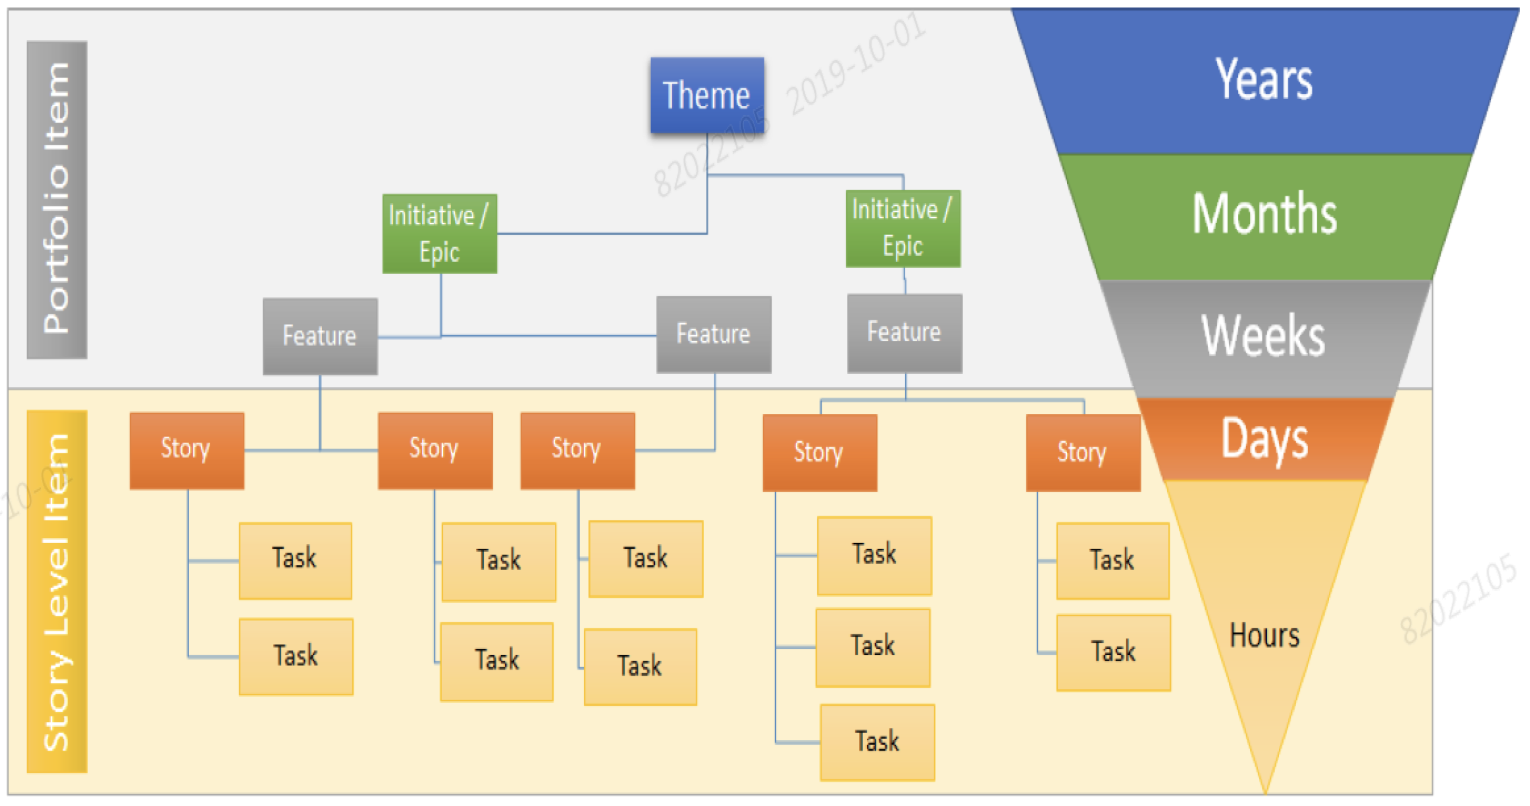 Portfolio Item
Theme
Initiative /
Epic
Initiative /
Epic
Feature
Feature
Feature
Story Level Item
Story
Story
Story
Story
Story
Task
Task
Task
Task
Task
Task
Task
Task
Task
Task
Task
Years
Months
Weeks
Days
Hours
82022105 2019-10-01
82022105